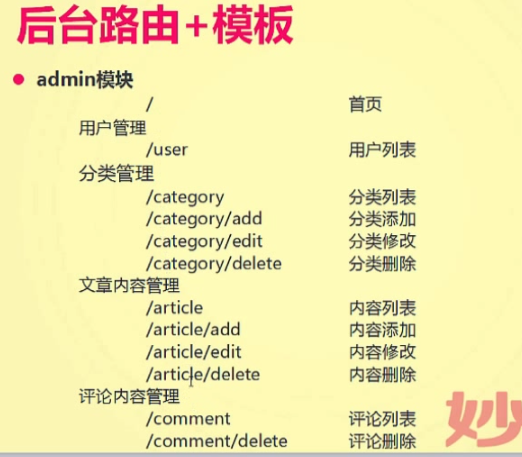 后台路由+模板
admin模块
/ 首页
用户管理
/user 用户列表
分类管理
/category 分类列表
/category/add 分类添加
/category/edit 分类修改
/category/delete 分类删除
文章内容管理
/article 内容列表
/article/add 内容添加
/article/edit 内容修改
/article/delete 内容删除
评论内容管理
/comment 评论列表
/comment/delete 评论删除
妙